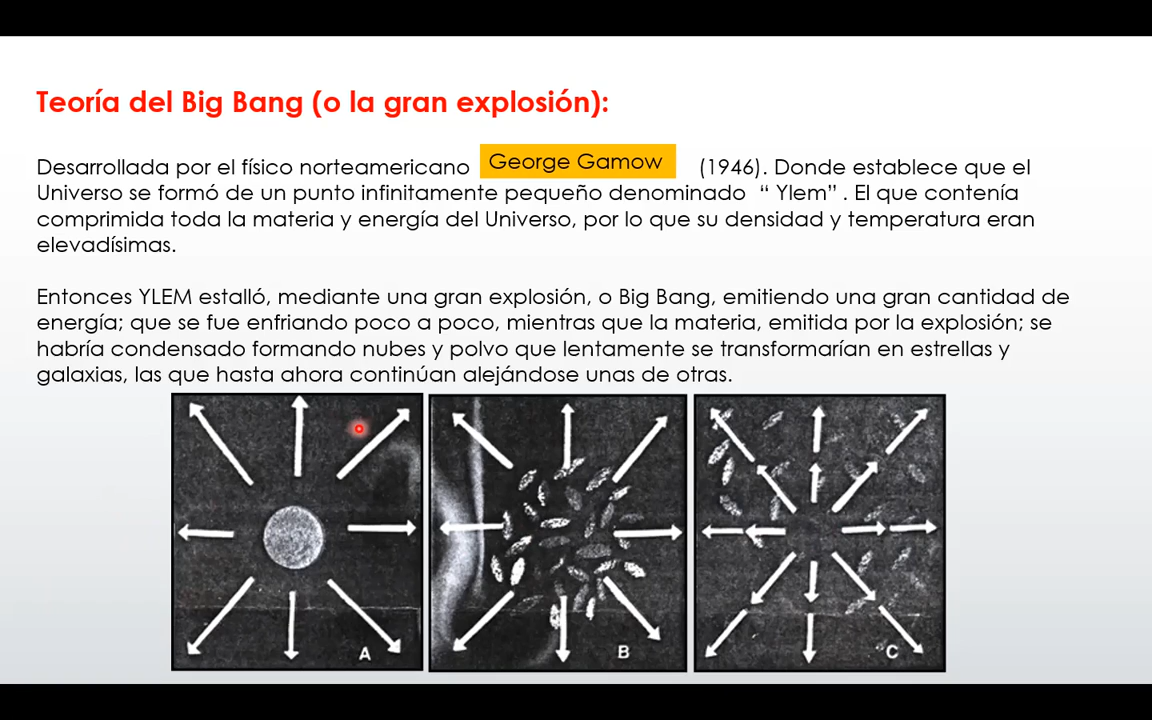 Teoría del Big Bang (o la gran explosión):
Desarrollada por el físico norteamericano George Gamow (1946). Donde establece que el
Universo se formó de un punto infinitamente pequeño denominado “ Ylem” . El que contenía
comprimida toda la materia y energía del Universo, por lo que su densidad y temperatura eran
elevadísimas.
Entonces YLEM estalló, mediante una gran explosión, o Big Bang, emitiendo una gran cantidad de
energía; que se fue enfriando poco a poco, mientras que la materia, emitida por la explosión; se
habría condensado formando nubes y polvo que lentamente se transformarían en estrellas y
galaxias, las que hasta ahora continúan alejándose unas de otras.
A B C